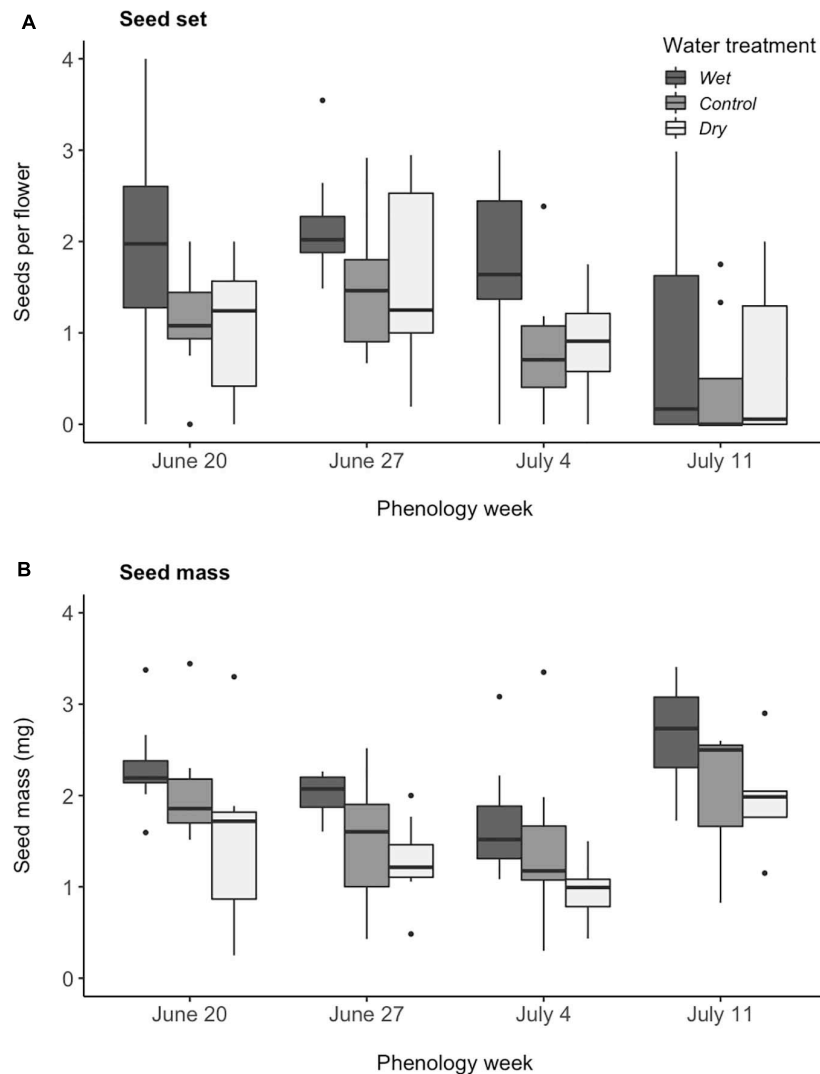 A
Seed set
Water treatment
Wet
Control
Dry
4
3
2
1
0
Seeds per flower
June 20 June 27 July 4 July 11
Phenology week
B
Seed mass
4
3
2
1
0
Seed mass (mg)
June 20 June 27 July 4 July 11
Phenology week